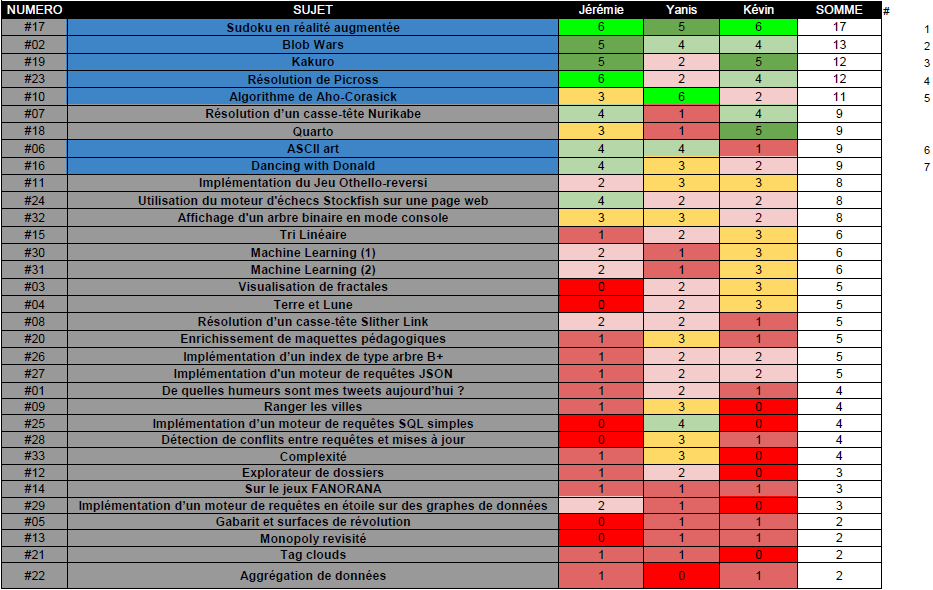 NUMERO SUJET Jérémie Yanis Kévin SOMME #
#17 Sudoku en réalité augmentée 6 5 6 17 1
#02 Blob Wars 5 4 4 13 2
#19 Kakuro 5 2 5 12 3
#23 Résolution de Picross 6 2 4 12 4
#10 Algorithme de Aho-Corasick 3 6 2 11 5
#07 Résolution d'un casse-tête Nurikabe 4 1 4 9
#18 Quarto 3 1 5 9
#06 ASCII art 4 4 1 9 6
#16 Dancing with Donald 4 3 2 9 7
#11 Implémentation du Jeu Othello-reversi 2 3 3 8
#24 Utilisation du moteur d'échecs Stockfish sur une page web 4 2 2 8
#32 Affichage d'un arbre binaire en mode console 3 3 2 8
#15 Tri Linéaire 1 2 3 6
#30 Machine Learning (1) 2 1 3 6
#31 Machine Learning (2) 2 1 3 6
#03 Visualisation de fractales 0 2 3 5
#04 Terre et Lune 0 2 3 5
#08 Résolution d'un casse-tête Slither Link 2 2 1 5
#20 Enrichissement de maquettes pédagogiques 1 3 1 5
#26 Implémentation d'un index de type arbre B+ 1 2 2 5
#27 Implémentation d'un moteur de requêtes JSON 1 2 2 5
#01 De quelles humeurs sont mes tweets aujourd'hui ? 1 2 1 4
#09 Ranger les villes 1 3 0 4
#25 Implémentation d'un moteur de requêtes SQL simples 0 4 0 4
#28 Détection de conflits entre requêtes et mises à jour 0 3 1 4
#33 Complexité 1 3 0 4
#12 Explorateur de dossiers 1 2 0 3
#14 Sur le jeux FANORANA 1 1 1 3
#29 Implémentation d'un moteur de requêtes en étoile sur des graphes de données 2 1 0 3
#05 Gabarit et surfaces de révolution 0 1 1 2
#13 Monopoly revisité 0 1 1 2
#21 Tag clouds 1 1 0 2
#22 Aggrégation de données 1 0 1 2